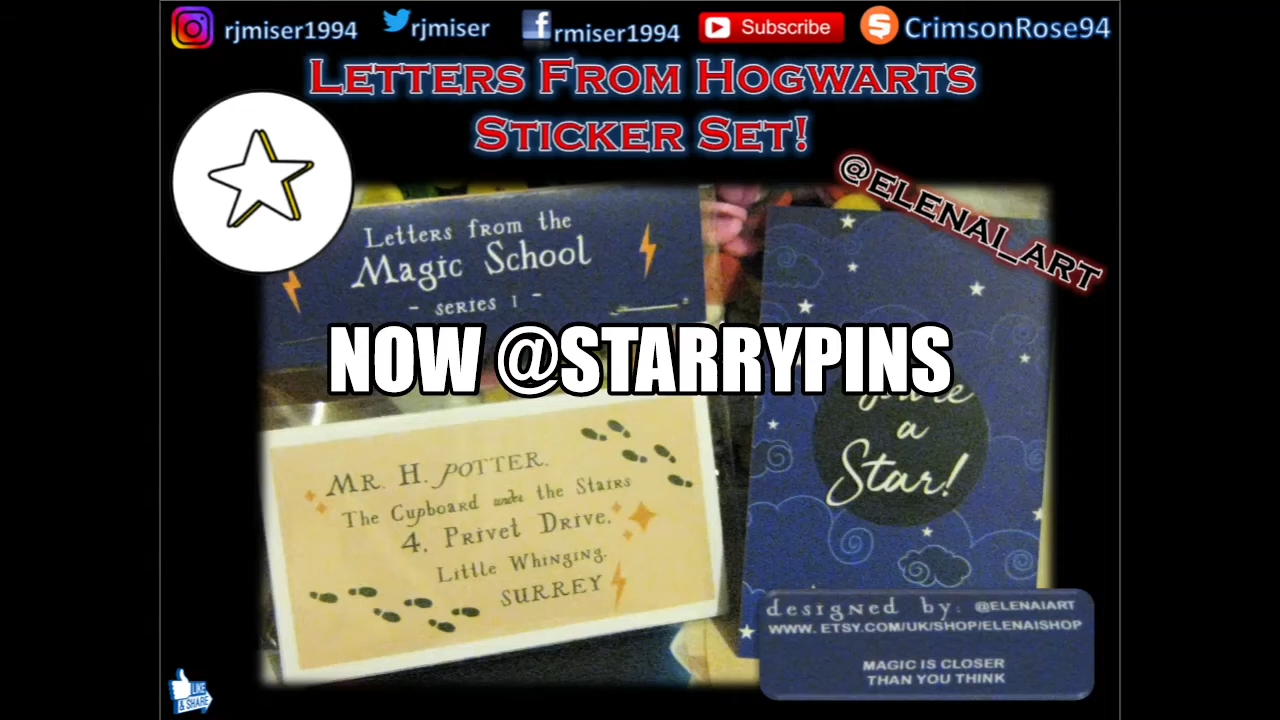 rjmiser1994 rjmiser rmiser1994 Subscribe CrimsonRose94
LETTERS FROM HOGWARTS
STICKER SET!
@ELENAI_ART
Letters from the
Magic School
- SERIES 1 -
NOW @STARRYPINS
a
Star!
MR. H. POTTER.
The Cupboard under the Stairs
4. Privet Drive.
Little Whinging.
SURREY
designed by: @ELENAIART
WWW. ETSY.COM/UK/SHOP/ELENAISHOP
MAGIC IS CLOSER
THAN YOU THINK
LIKE
& SHARE